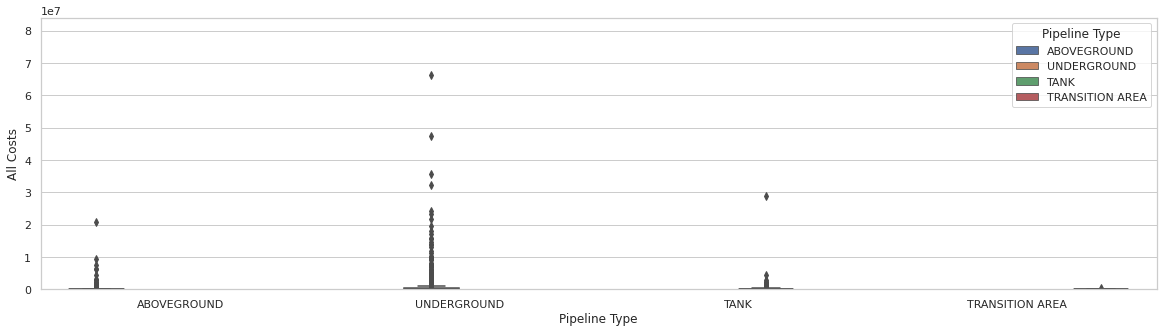 1e7
8
7
6
5
4
3
2
1
0
All Costs
ABOVEGROUND
UNDERGROUND
TANK
TRANSITION AREA
Pipeline Type
Pipeline Type
ABOVEGROUND
UNDERGROUND
TANK
TRANSITION AREA